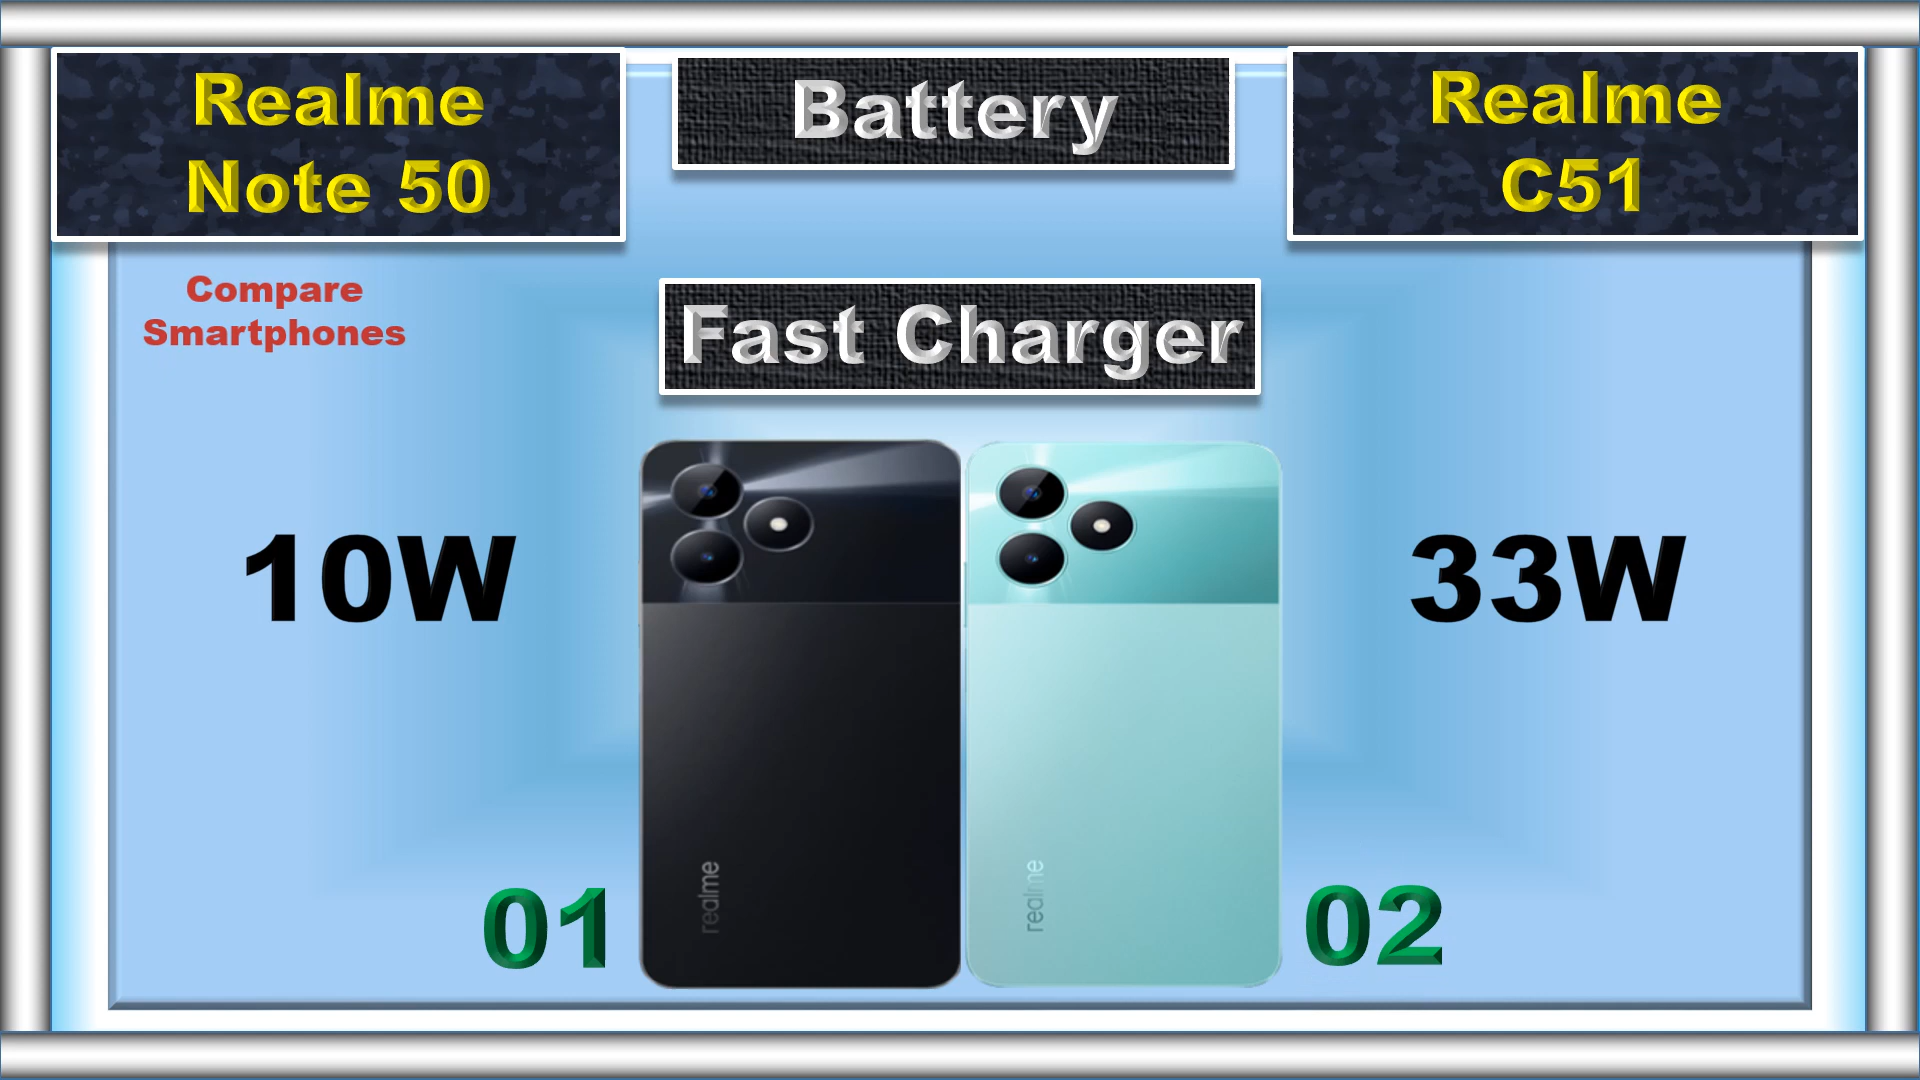 Realme
Note 50
Battery
Realme
C51
Compare
Smartphones
Fast Charger
10W
33W
realme
realme
01
02